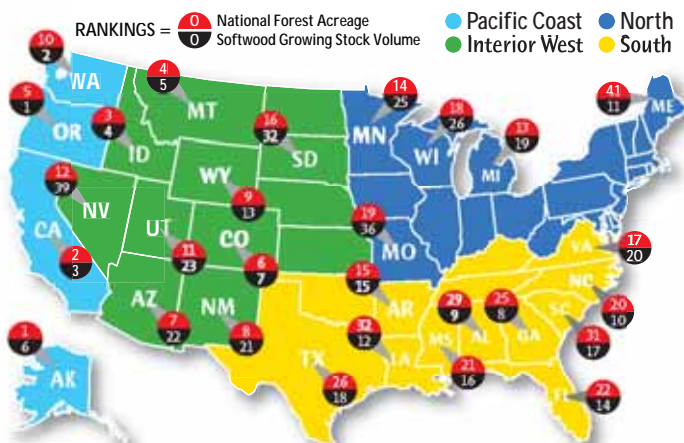 RANKINGS =
0 National Forest Acreage
0 Softwood Growing Stock Volume
Pacific Coast
North
Interior West
South
10
2
WA
4
5
MT
14
25
MN
18
26
WI
13
19
MI
41
11
ME
5
1
OR
3
4
ID
16
32
SD
12
39
NV
WY
9
13
19
36
MO
CA
2
3
UT
11
23
CO
6
7
VA
17
20
AZ
7
22
NM
8
21
15
15
AR
29
9
AL
25
8
GA
NC
20
10
SC
31
17
1
6
AK
TX
26
18
32
12
LA
MS
21
16
FL
22
14